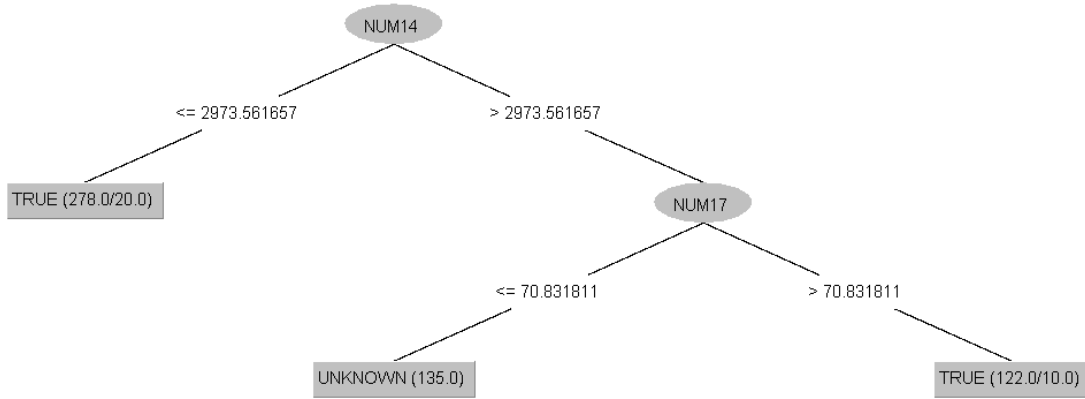 NUM14
<= 2973.561657
> 2973.561657
TRUE (278.0/20.0)
NUM17
<= 70.831811
> 70.831811
UNKNOWN (135.0)
TRUE (122.0/10.0)